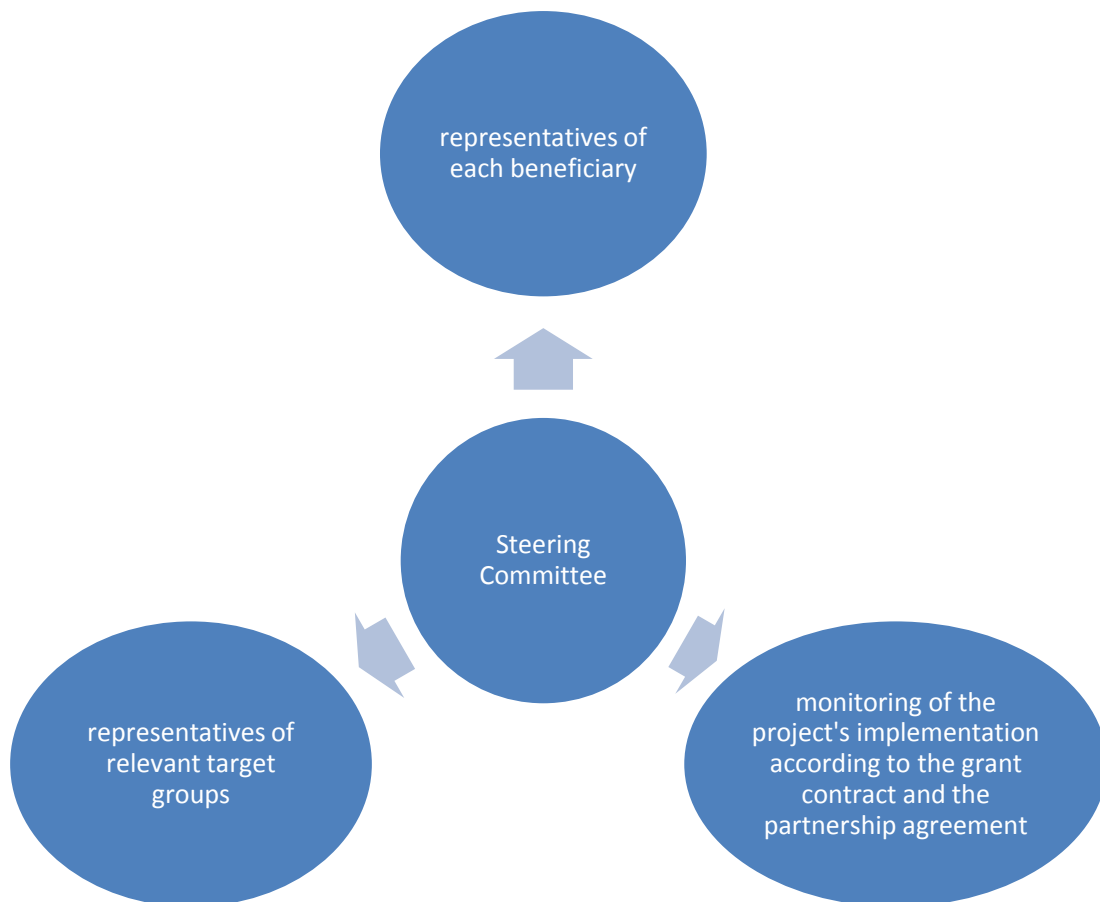 representatives of
each beneficiary
Steering
Committee
representatives of
relevant target
groups
monitoring of the
project's implementation
according to the grant
contract and the
partnership agreement